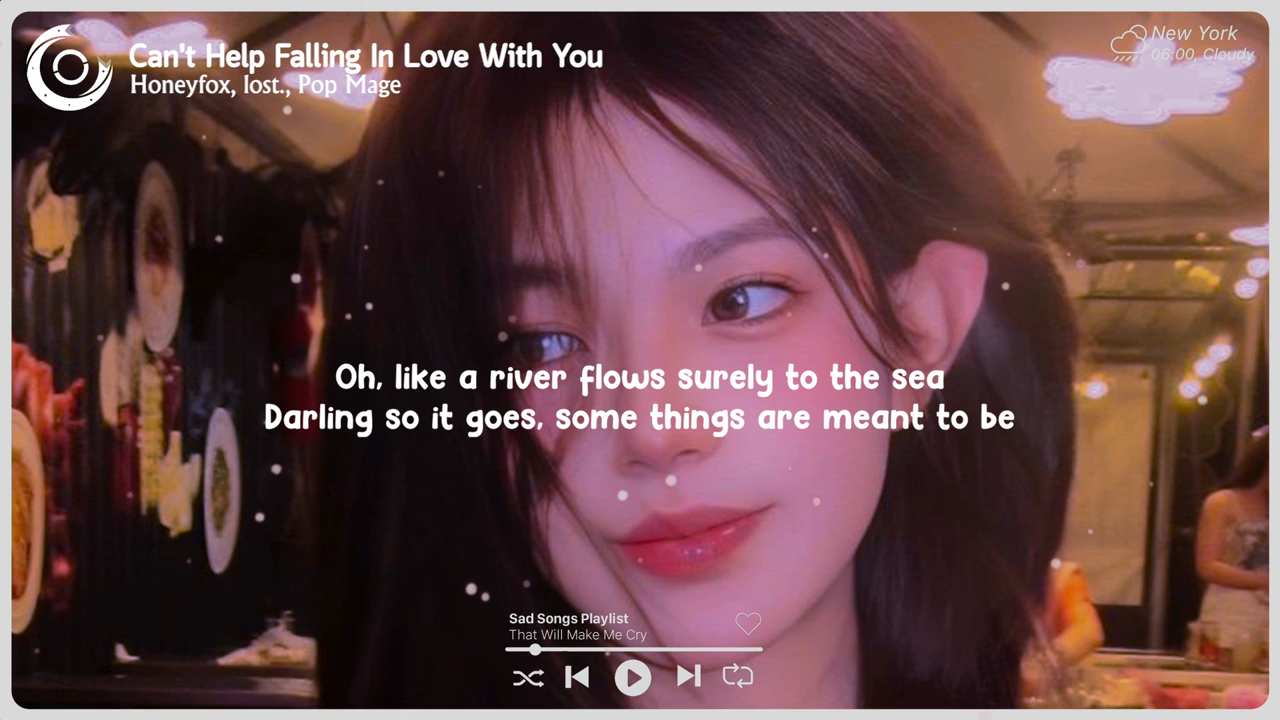 Can't Help Falling In Love With You
Honeyfox, lost., Pop Mage
New York
06:00, Cloudy
Oh, like a river flows surely to the sea
Darling so it goes, some things are meant to be
Sad Songs Playlist
That Will Make Me Cry